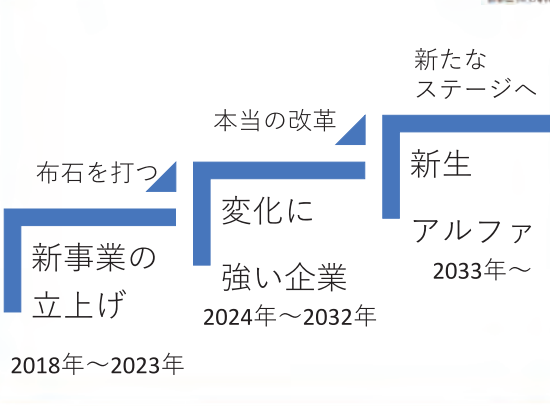 布石を打つ
新事業の
立上げ
2018年~2023年
本当の改革
変化に
強い企業
2024年~2032年
新たな
ステージへ
新生
アルファ
2033年~